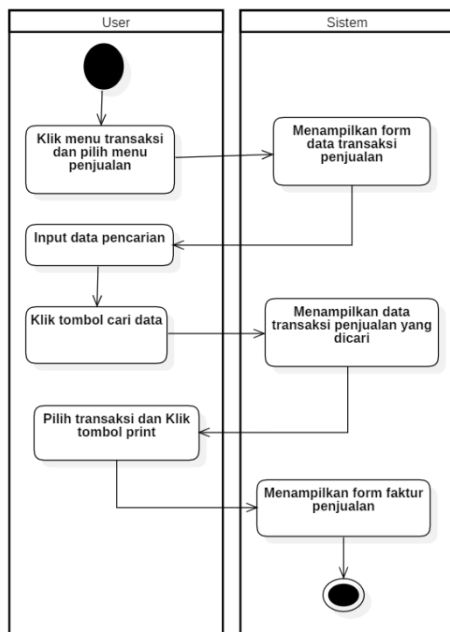 User
Sistem
Klik menu transaksi
dan pilih menu
penjualan
Menampilkan form
data transaksi
penjualan
Input data pencarian
Klik tombol cari data
Menampilkan data
transaksi penjualan yang
dicari
Pilih transaksi dan Klik
tombol print
Menampilkan form faktur
penjualan